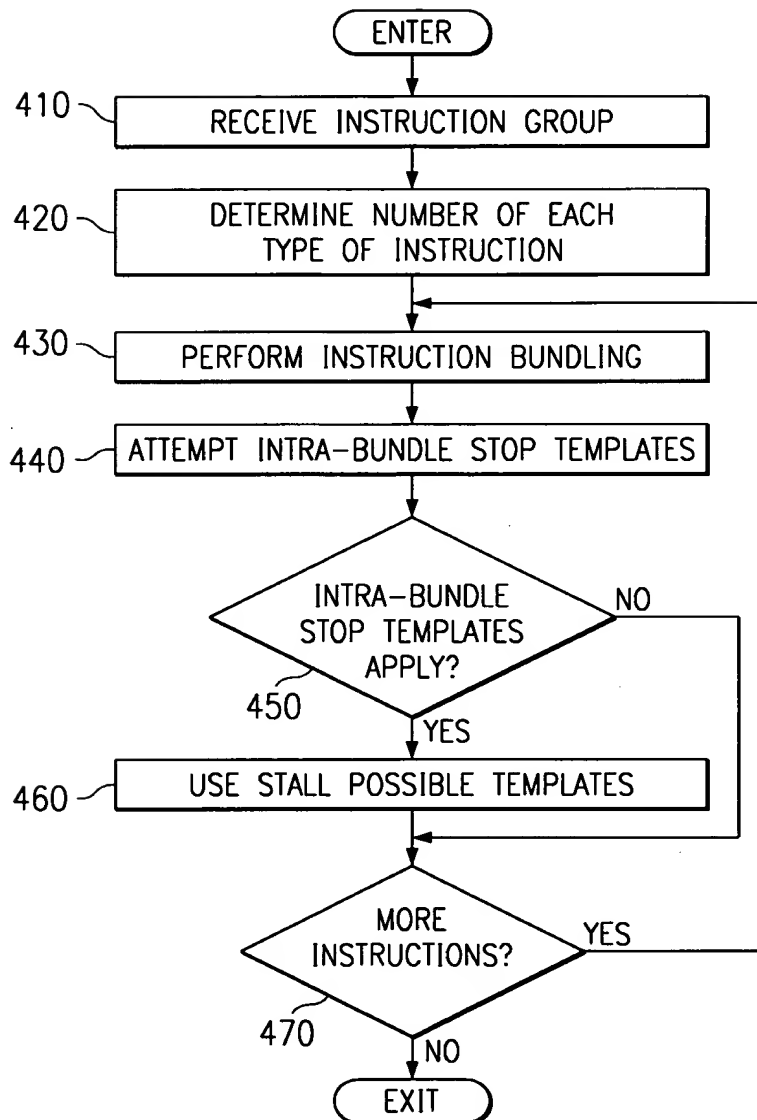 ENTER
410
RECEIVE INSTRUCTION GROUP
420
DETERMINE NUMBER OF EACH
TYPE OF INSTRUCTION
430
PERFORM INSTRUCTION BUNDLING
440
ATTEMPT INTRA-BUNDLE STOP TEMPLATES
INTRA-BUNDLE
STOP TEMPLATES
APPLY?
NO
450
YES
460
USE STALL POSSIBLE TEMPLATES
MORE
INSTRUCTIONS?
YES
470
NO
EXIT